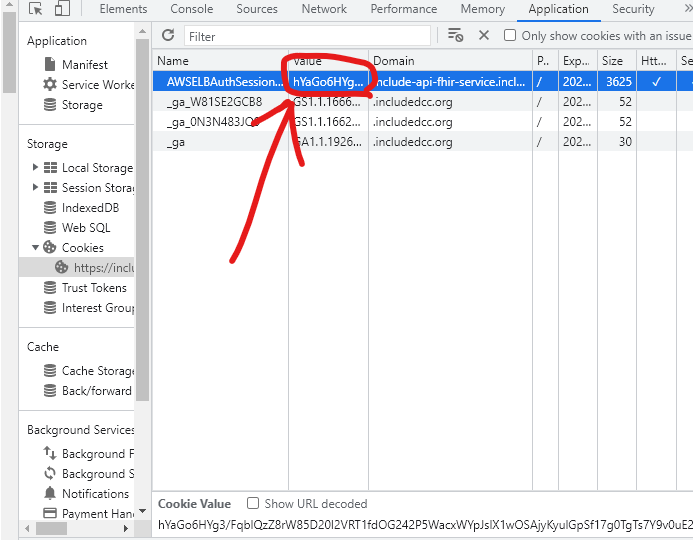 Elements Console Sources Network Performance Memory Application Security
Filter
Only show cookies with an issue
Application
Manifest
Service Worke
Storage
Storage
Local Storage
Session Storag
IndexedDB
Web SQL
Cookies
https://inclu
Trust Tokens
Interest Group
Cache
Cache Storage
Back/forward
Background Services
Background F
Background S
Notifications
Payment Hand
Name Value Domain P.. Exp... Size Htt... Se
AWSELBAuthSession... hYaGo6HYg... include-api-fhir-service.incl... / 202... 3625 ✓
_ga_W81SE2GCB8 GS1.1.1666... .includedcc.org / 202... 52
_ga_0N3N483JQ9 GS1.1.1662... .includedcc.org / 202... 52
_ga GA1.1.1926... .includedcc.org / 202... 30
Cookie Value Show URL decoded